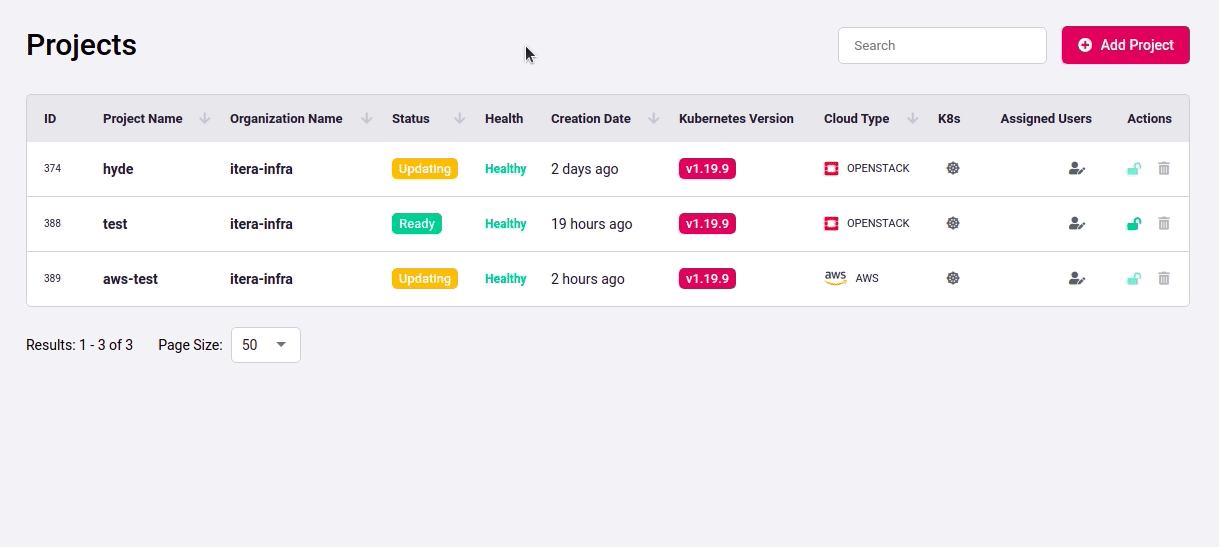 Projects
Search
Add Project
ID Project Name Organization Name Status Health Creation Date Kubernetes Version Cloud Type K8s Assigned Users Actions
374 hyde itera-infra Updating Healthy 2 days ago v1.19.9 OPENSTACK
388 test itera-infra Ready Healthy 19 hours ago v1.19.9 OPENSTACK
389 aws-test itera-infra Updating Healthy 2 hours ago v1.19.9 aws AWS
Results: 1 - 3 of 3 Page Size: 50